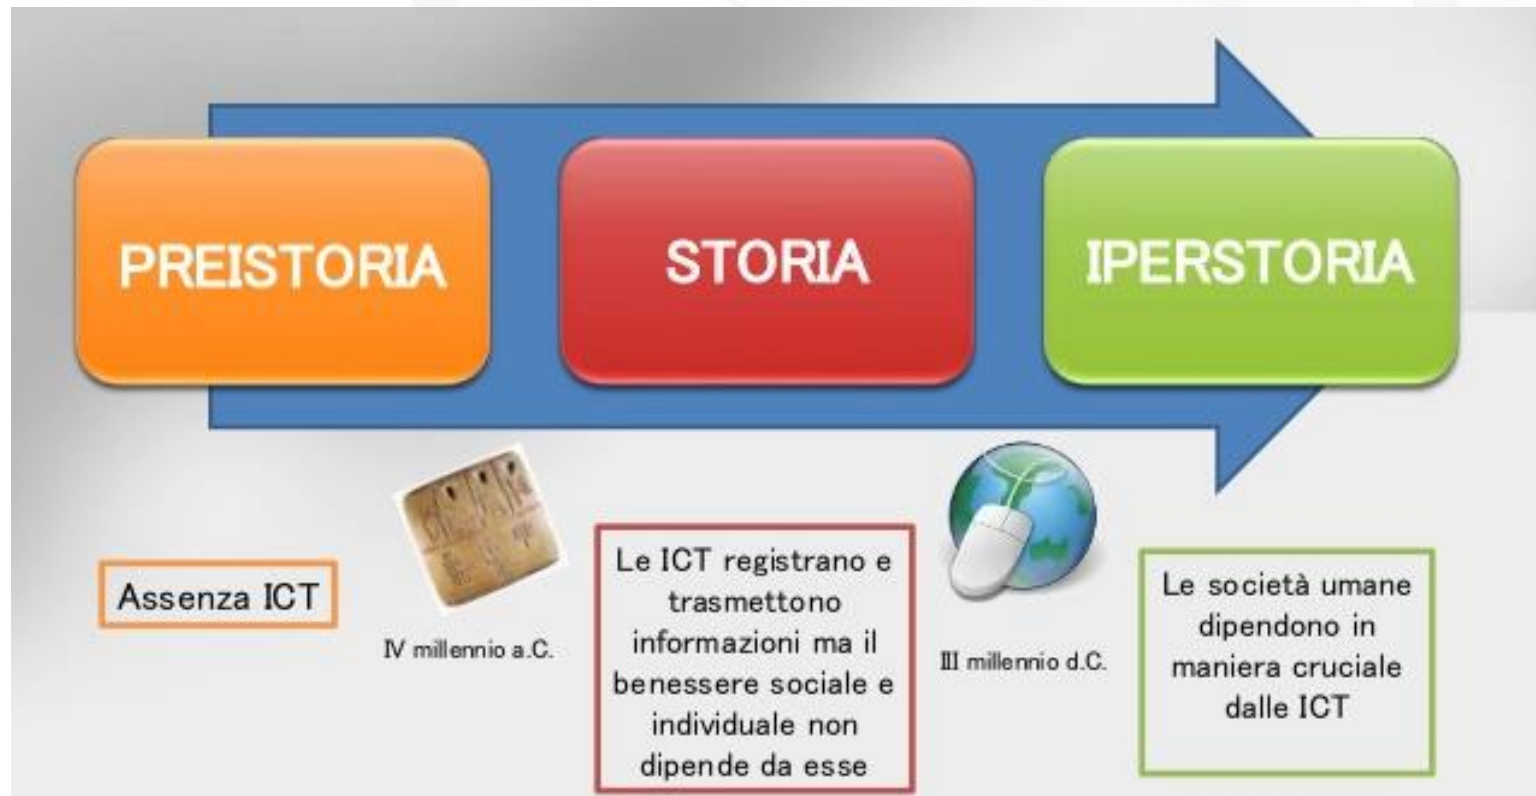 PREISTORIA
STORIA
IPERSTORIA
Assenza ICT
IV millennio a.C.
Le ICT registrano e
trasmettono
informazioni ma il
benessere sociale e
individuale non
dipende da esse
III millennio d.C.
Le società umane
dipendono in
maniera cruciale
dalle ICT